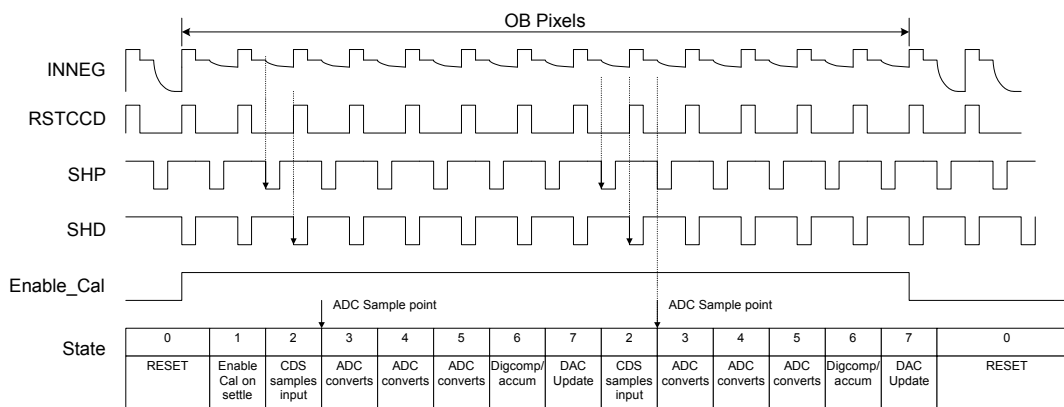 OB Pixels
INNEG
RSTCCD
SHP
SHD
Enable_Cal
ADC Sample point
ADC Sample point
State
0
1
2
3
4
5
6
7
2
3
4
5
6
7
0
RESET
Enable
Cal on
settle
CDS
samples
input
ADC
converts
ADC
converts
ADC
converts
Digcomp/
accum
DAC
Update
CDS
samples
input
ADC
converts
ADC
converts
ADC
converts
Digcomp/
accum
DAC
Update
RESET